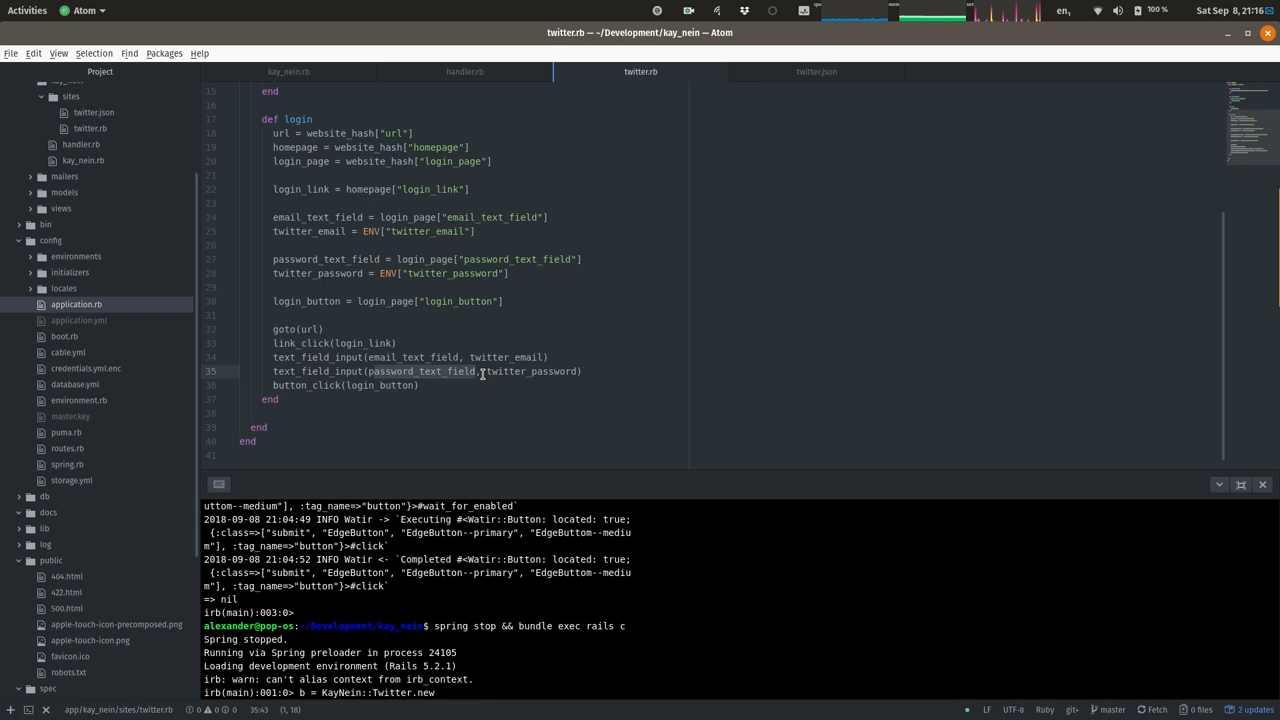 Activities
Atom
cpu
mem
net
en₁
100 %
Sat Sep 8, 21:16
twitter.rb — ~/Development/kay_nein — Atom
File Edit View Selection Find Packages Help
Project
kay_nein.rb
handler.rb
twitter.rb
twitter.json
kay_nein
sites
twitter.json
twitter.rb
handler.rb
kay_nein.rb
mailers
models
views
bin
config
environments
initializers
locales
application.rb
application.yml
boot.rb
cable.yml
credentials.yml.enc
database.yml
environment.rb
master.key
puma.rb
routes.rb
spring.rb
storage.yml
db
docs
lib
log
public
404.html
422.html
500.html
apple-touch-icon-precomposed.png
apple-touch-icon.png
favicon.ico
robots.txt
spec
15 end
16
17 def login
18 url = website_hash["url"]
19 homepage = website_hash["homepage"]
20 login_page = website_hash["login_page"]
21
22 login_link = homepage["login_link"]
23
24 email_text_field = login_page["email_text_field"]
25 twitter_email = ENV["twitter_email"]
26
27 password_text_field = login_page["password_text_field"]
28 twitter_password = ENV["twitter_password"]
29
30 login_button = login_page["login_button"]
31
32 goto(url)
33 link_click(login_link)
34 text_field_input(email_text_field, twitter_email)
35 text_field_input(password_text_field, twitter_password)
36 button_click(login_button)
37 end
38
39 end
40 end
41
uttom--medium"], :tag_name=>"button"}>#wait_for_enabled`
2018-09-08 21:04:49 INFO Watir -> `Executing #<Watir::Button: located: true;
{:class=>["submit", "EdgeButton", "EdgeButton--primary", "EdgeButtom--mediu
m"], :tag_name=>"button"}>#click`
2018-09-08 21:04:52 INFO Watir <- `Completed #<Watir::Button: located: true;
{:class=>["submit", "EdgeButton", "EdgeButton--primary", "EdgeButtom--mediu
m"], :tag_name=>"button"}>#click`
=> nil
irb(main):003:0>
alexander@pop-os:~/Development/kay_nein$ spring stop && bundle exec rails c
Spring stopped.
Running via Spring preloader in process 24105
Loading development environment (Rails 5.2.1)
irb: warn: can't alias context from irb_context.
irb(main):001:0> b = KayNein::Twitter.new
app/kay_nein/sites/twitter.rb 0 0 0 35:43 (1, 18)
LF UTF-8 Ruby git+ master Fetch 0 files 2 updates